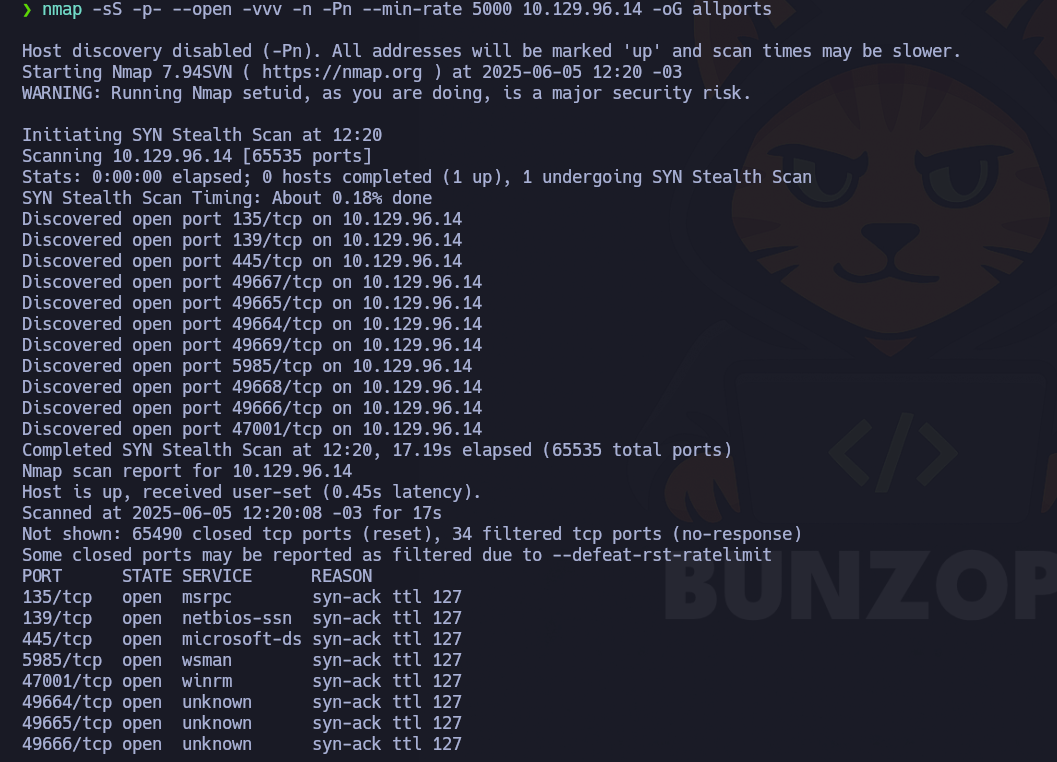 ❯ nmap -sS -p- --open -vvv -n -Pn --min-rate 5000 10.129.96.14 -oG allports
Host discovery disabled (-Pn). All addresses will be marked 'up' and scan times may be slower.
Starting Nmap 7.94SVN ( https://nmap.org ) at 2025-06-05 12:20 -03
WARNING: Running Nmap setuid, as you are doing, is a major security risk.
Initiating SYN Stealth Scan at 12:20
Scanning 10.129.96.14 [65535 ports]
Stats: 0:00:00 elapsed; 0 hosts completed (1 up), 1 undergoing SYN Stealth Scan
SYN Stealth Scan Timing: About 0.18% done
Discovered open port 135/tcp on 10.129.96.14
Discovered open port 139/tcp on 10.129.96.14
Discovered open port 445/tcp on 10.129.96.14
Discovered open port 49667/tcp on 10.129.96.14
Discovered open port 49665/tcp on 10.129.96.14
Discovered open port 49664/tcp on 10.129.96.14
Discovered open port 49669/tcp on 10.129.96.14
Discovered open port 5985/tcp on 10.129.96.14
Discovered open port 49668/tcp on 10.129.96.14
Discovered open port 49666/tcp on 10.129.96.14
Discovered open port 47001/tcp on 10.129.96.14
Completed SYN Stealth Scan at 12:20, 17.19s elapsed (65535 total ports)
Nmap scan report for 10.129.96.14
Host is up, received user-set (0.45s latency).
Scanned at 2025-06-05 12:20:08 -03 for 17s
Not shown: 65490 closed tcp ports (reset), 34 filtered tcp ports (no-response)
Some closed ports may be reported as filtered due to --defeat-rst-ratelimit
PORT      STATE SERVICE      REASON
135/tcp   open  msrpc        syn-ack ttl 127
139/tcp   open  netbios-ssn  syn-ack ttl 127
445/tcp   open  microsoft-ds syn-ack ttl 127
5985/tcp  open  wsman        syn-ack ttl 127
47001/tcp open  winrm        syn-ack ttl 127
49664/tcp open  unknown      syn-ack ttl 127
49665/tcp open  unknown      syn-ack ttl 127
49666/tcp open  unknown      syn-ack ttl 127
</>
BUNZOP